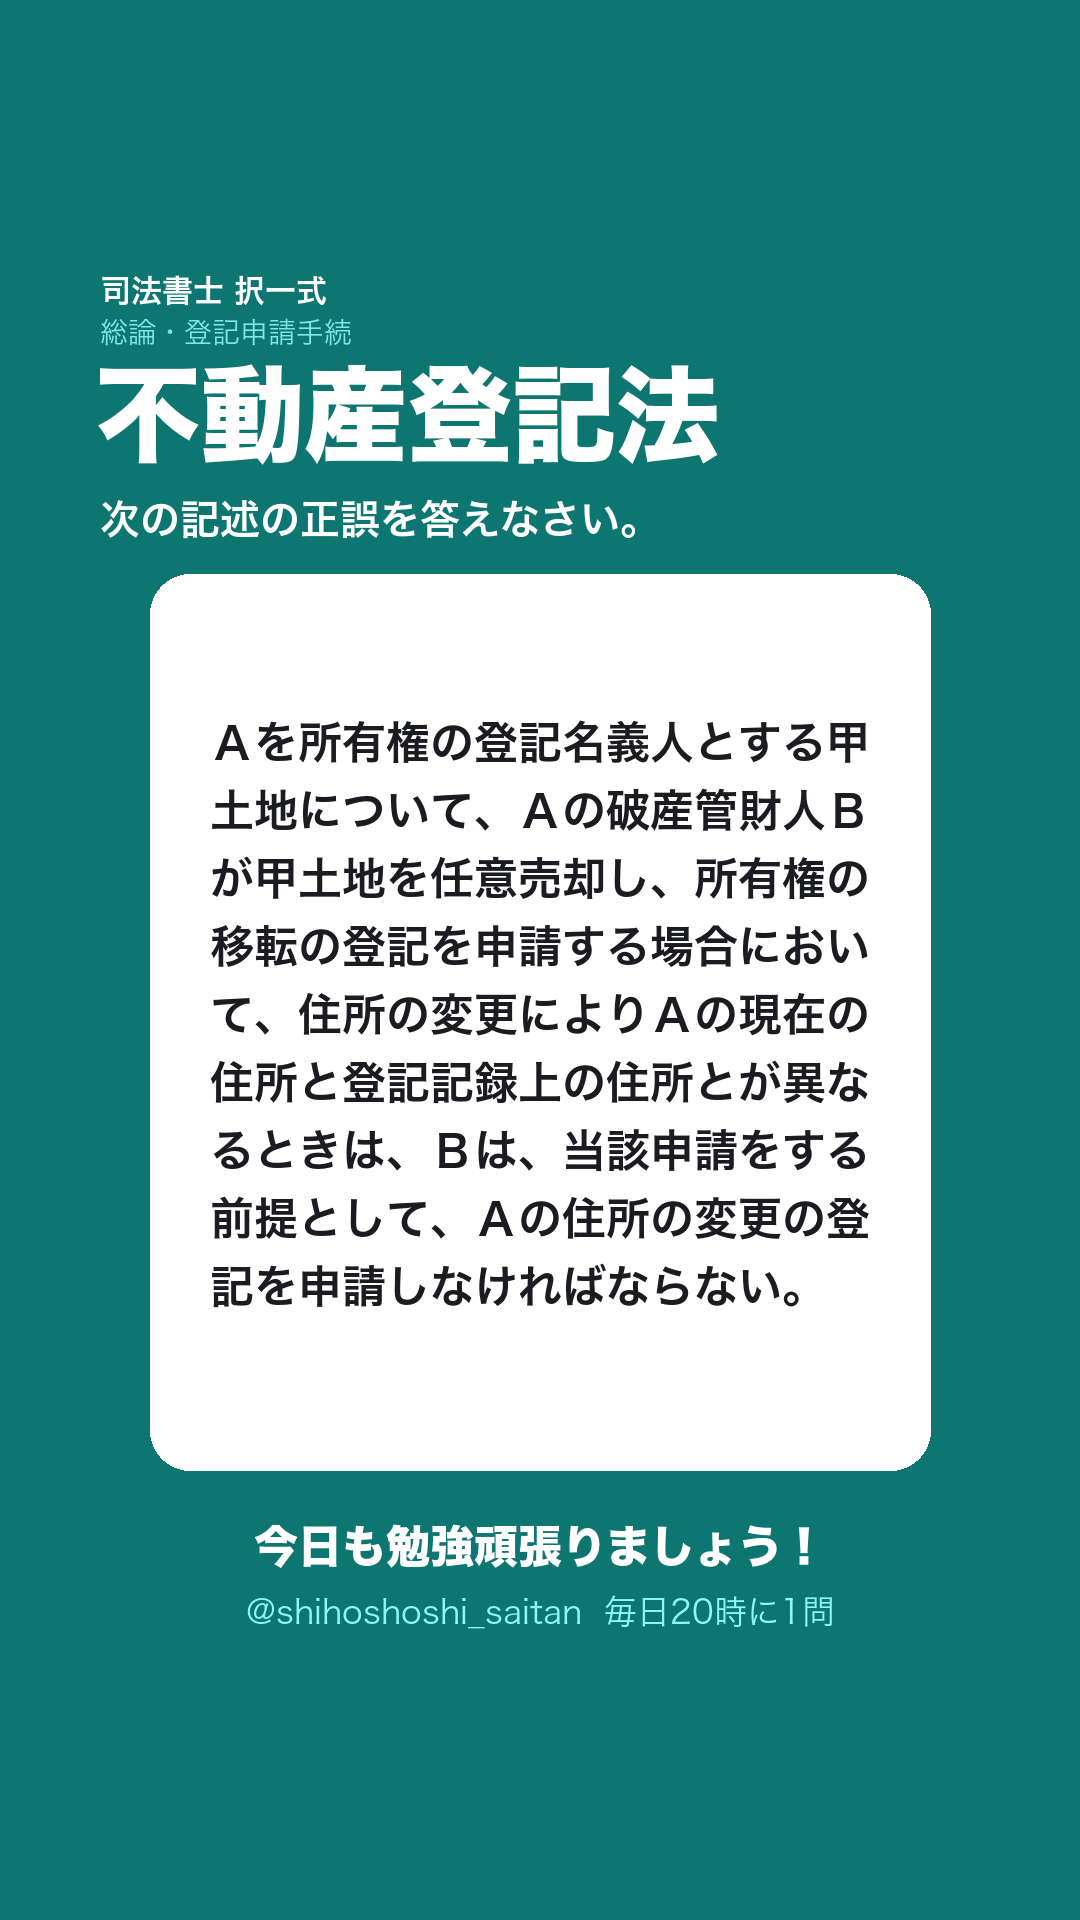 司法書士 択一式
総論・登記申請手続
不動産登記法
次の記述の正誤を答えなさい。
Ａを所有権の登記名義人とする甲
土地について、Ａの破産管財人Ｂ
が甲土地を任意売却し、所有権の
移転の登記を申請する場合におい
て、住所の変更によりＡの現在の
住所と登記記録上の住所とが異な
るときは、Ｂは、当該申請をする
前提として、Ａの住所の変更の登
記を申請しなければならない。
今日も勉強頑張りましょう！
@shihoshoshi_saitan 毎日20時に1問